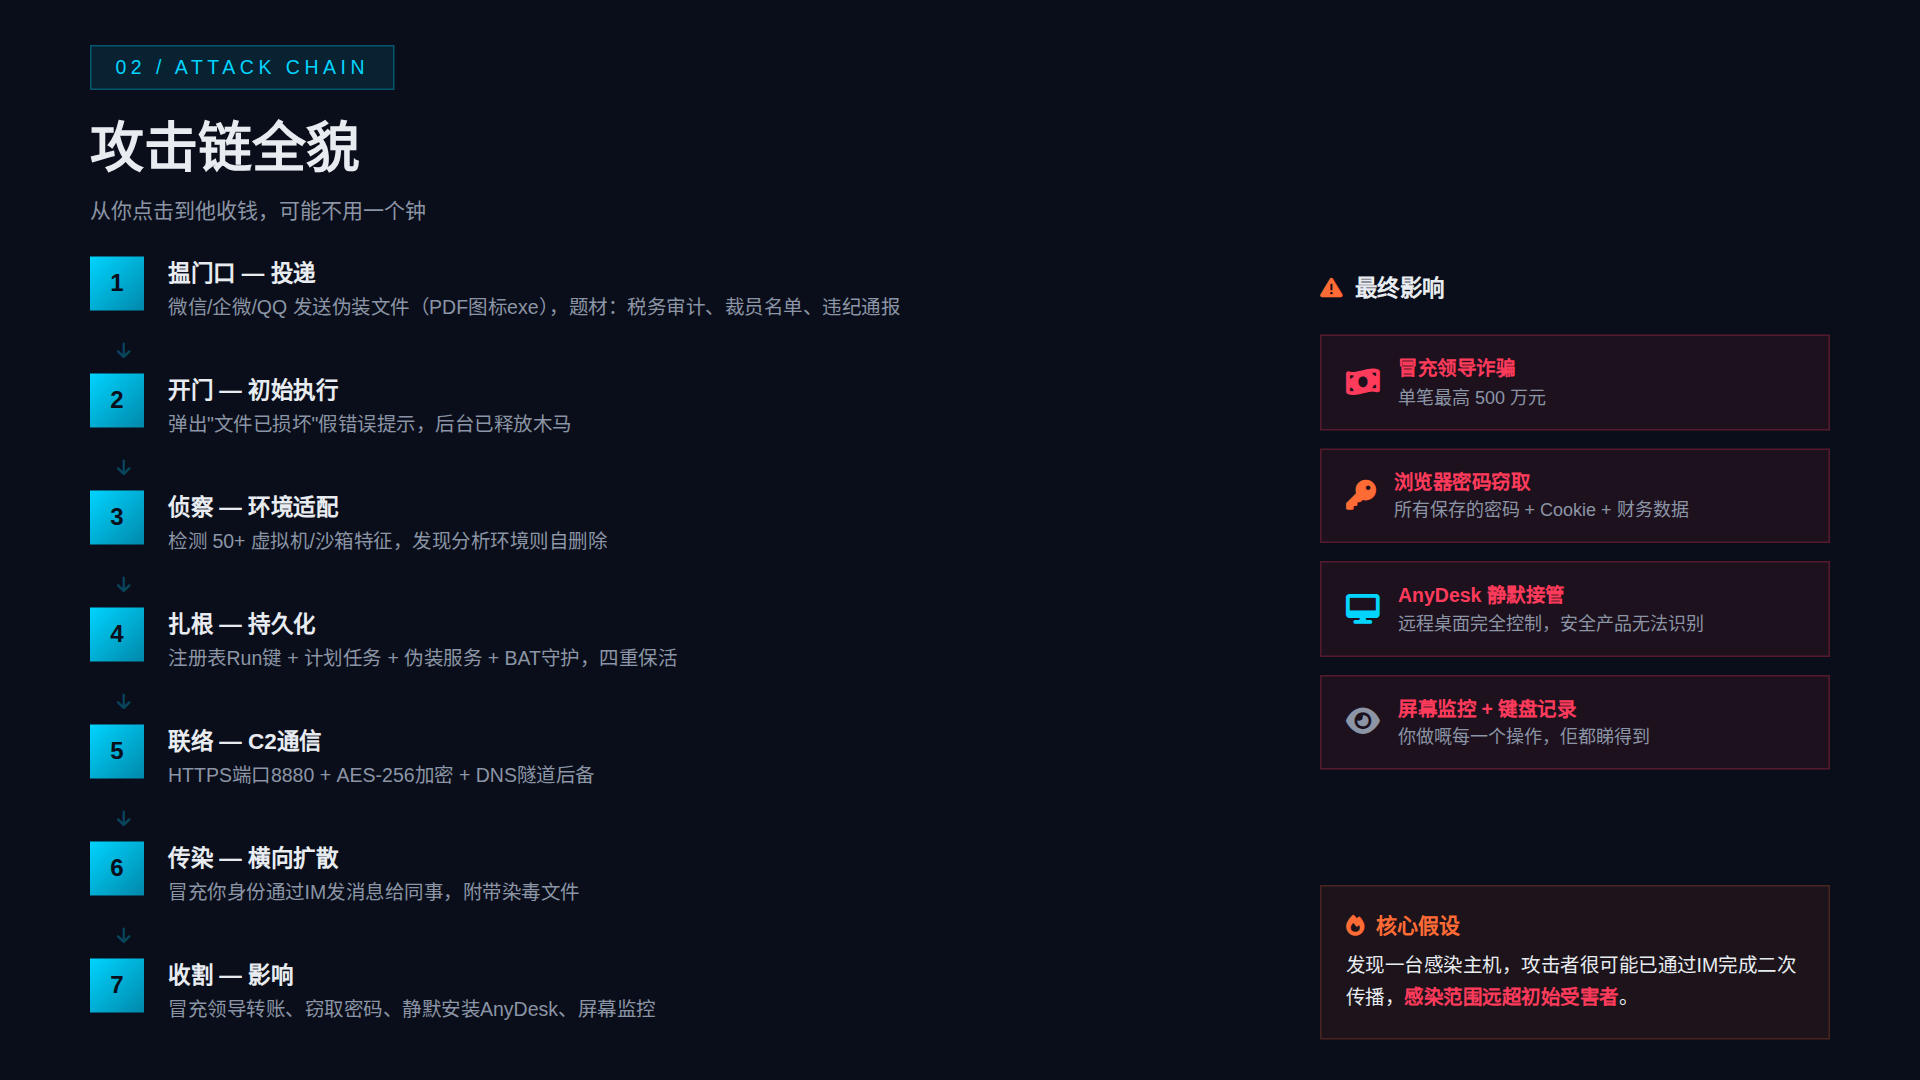 02 / ATTACK CHAIN
攻击链全貌
从你点击到他收钱，可能不用一个钟
1
揾门口 — 投递
微信/企微/QQ 发送伪装文件（PDF图标exe），题材：税务审计、裁员名单、违纪通报
2
开门 — 初始执行
弹出"文件已损坏"假错误提示，后台已释放木马
3
侦察 — 环境适配
检测 50+ 虚拟机/沙箱特征，发现分析环境则自删除
4
扎根 — 持久化
注册表Run键 + 计划任务 + 伪装服务 + BAT守护，四重保活
5
联络 — C2通信
HTTPS端口8880 + AES-256加密 + DNS隧道后备
6
传染 — 横向扩散
冒充你身份通过IM发消息给同事，附带染毒文件
7
收割 — 影响
冒充领导转账、窃取密码、静默安装AnyDesk、屏幕监控
最终影响
冒充领导诈骗
单笔最高 500 万元
浏览器密码窃取
所有保存的密码 + Cookie + 财务数据
AnyDesk 静默接管
远程桌面完全控制，安全产品无法识别
屏幕监控 + 键盘记录
你做嘅每一个操作，佢都睇得到
核心假设
发现一台感染主机，攻击者很可能已通过IM完成二次
传播，感染范围远超初始受害者。